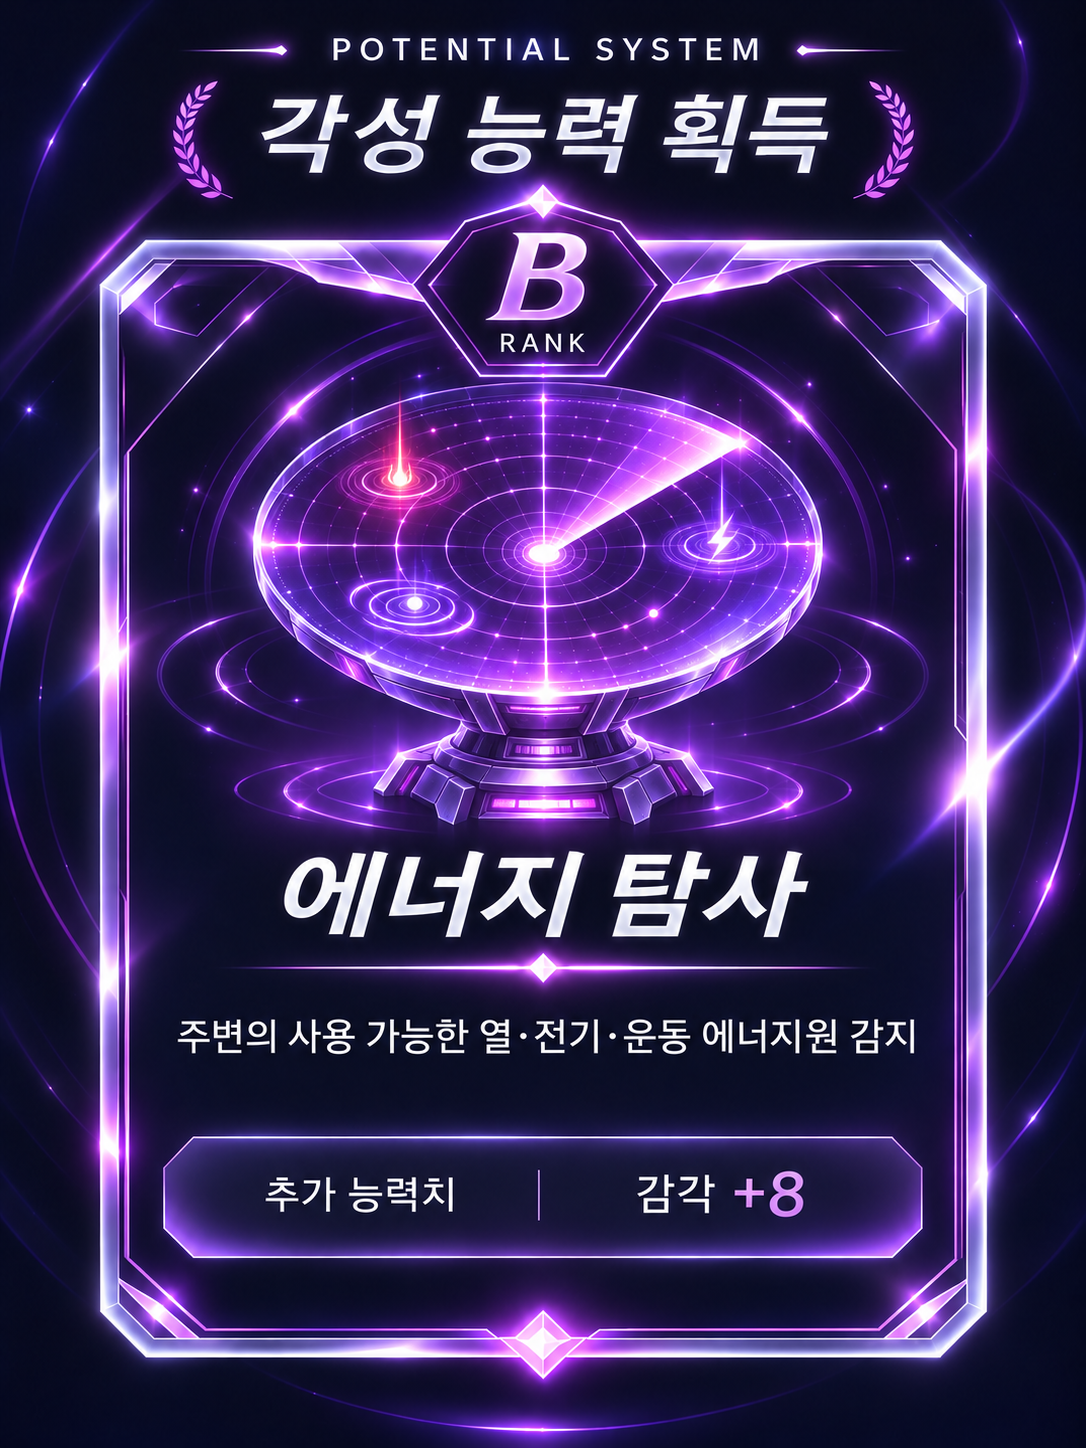 POTENTIAL SYSTEM
각성 능력 획득
B
RANK
에너지 탐사
주변의 사용 가능한 열·전기·운동 에너지원 감지
추가 능력치
감각 +8